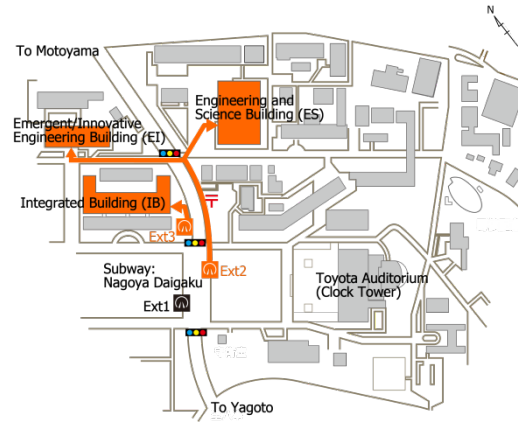 N
To Motoyama
Engineering and
Science Building (ES)
Emergent/Innovative
Engineering Building (EI)
Integrated Building (IB)
Ext3
Subway:
Nagoya Daigaku
Ext2
Toyota Auditorium
(Clock Tower)
Ext1
To Yagoto